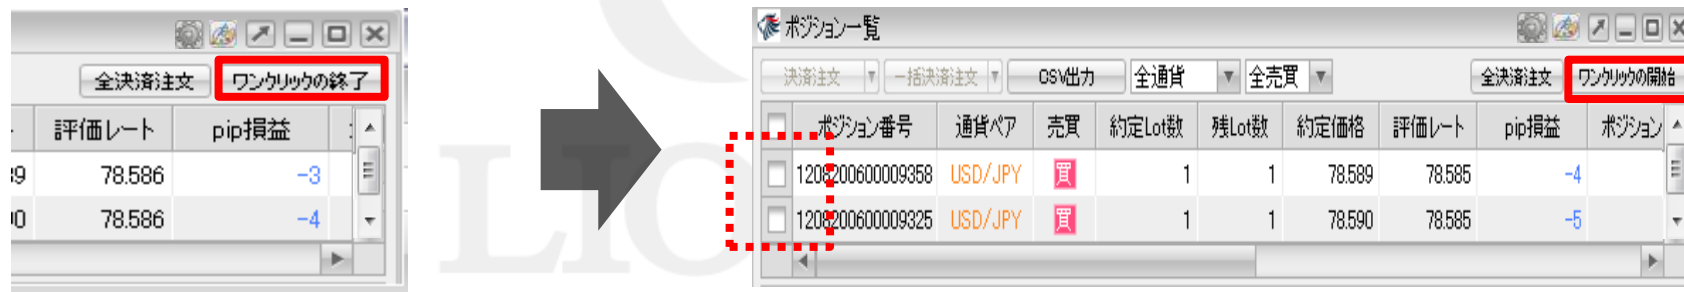 全決済注文 ワンクリックの終了
評価レート pip損益
39 78.586 -3
90 78.586 -4
LIO
ポジション一覧
決済注文 一括決済注文 CSV出力 全通貨 全売買 全決済注文 ワンクリックの開始
ポジション番号 通貨ペア 売買 約定Lot数 残Lot数 約定価格 評価レート pip損益 ポジション
1208200600009358 USD/JPY 買 1 1 78.589 78.585 -4
1208200600009325 USD/JPY 買 1 1 78.590 78.585 -5